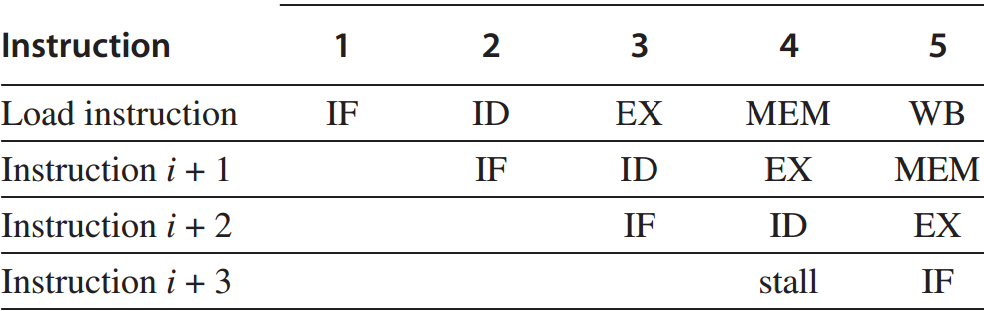 Instruction 1 2 3 4 5
Load instruction IF ID EX MEM WB
Instruction i + 1 IF ID EX MEM
Instruction i + 2 IF ID EX
Instruction i + 3 stall IF